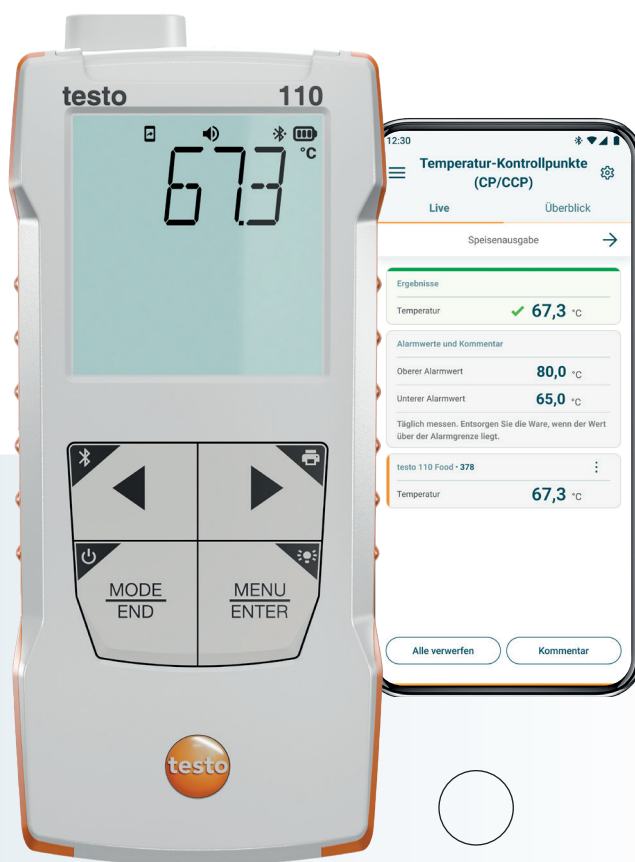 testo 110
°C
67.3
MODE
END
MENU
ENTER
testo
12:30
Temperatur-Kontrollpunkte
(CP/CCP)
Live Überblick
Speisenausgabe
Ergebnisse
Temperatur 67,3 °C
Alarmwerte und Kommentar
Oberer Alarmwert 80,0 °C
Unterer Alarmwert 65,0 °C
Täglich messen. Entsorgen Sie die Ware, wenn der Wert
über der Alarmgrenze liegt.
testo 110 Food • 378
Temperatur 67,3 °C
Alle verwerfen Kommentar